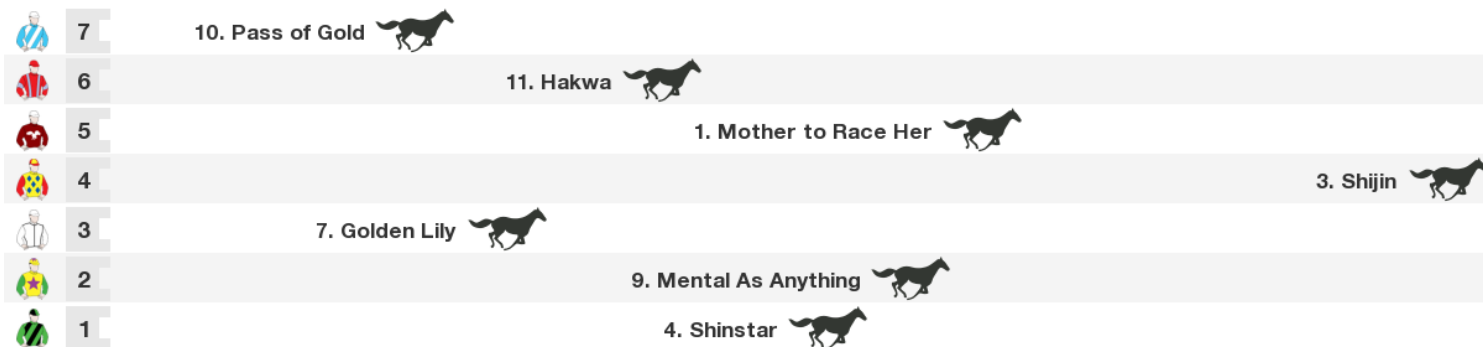 7 10. Pass of Gold
6 11. Hakwa
5 1. Mother to Race Her
4 3. Shijin
3 7. Golden Lily
2 9. Mental As Anything
1 4. Shinstar